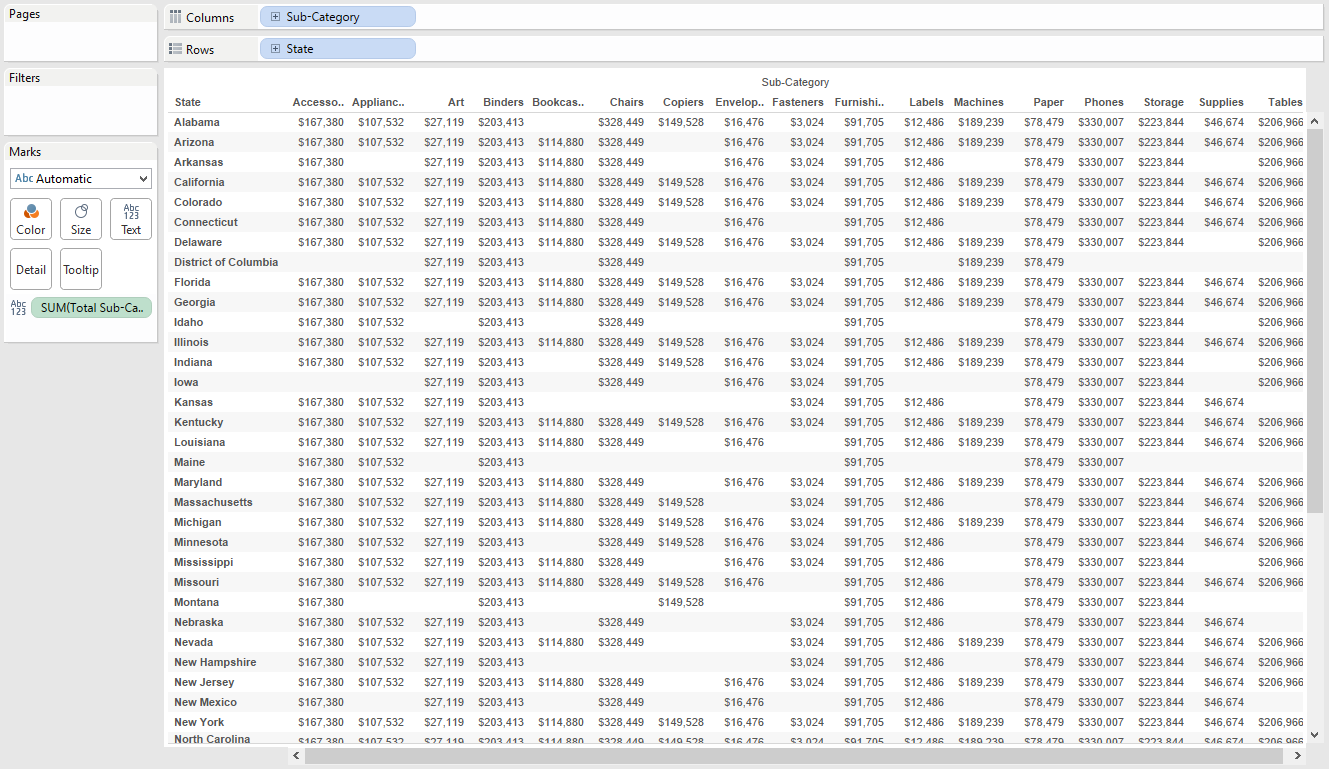 Pages
Filters
Marks
Abc Automatic
Color Size Abc 123 Text
Detail Tooltip
Abc 123 SUM(Total Sub-Ca..
Columns Sub-Category
Rows State
Sub-Category
State Accesso.. Applianc.. Art Binders Bookcas.. Chairs Copiers Envelop.. Fasteners Furnishi.. Labels Machines Paper Phones Storage Supplies Tables
Alabama $167,380 $107,532 $27,119 $203,413 $328,449 $149,528 $16,476 $3,024 $91,705 $12,486 $189,239 $78,479 $330,007 $223,844 $46,674 $206,966
Arizona $167,380 $107,532 $27,119 $203,413 $114,880 $328,449 $16,476 $3,024 $91,705 $12,486 $189,239 $78,479 $330,007 $223,844 $46,674 $206,966
Arkansas $167,380 $27,119 $203,413 $328,449 $16,476 $3,024 $91,705 $12,486 $78,479 $330,007 $223,844 $206,966
California $167,380 $107,532 $27,119 $203,413 $114,880 $328,449 $149,528 $16,476 $3,024 $91,705 $12,486 $189,239 $78,479 $330,007 $223,844 $46,674 $206,966
Colorado $167,380 $107,532 $27,119 $203,413 $114,880 $328,449 $149,528 $16,476 $3,024 $91,705 $12,486 $189,239 $78,479 $330,007 $223,844 $46,674 $206,966
Connecticut $167,380 $107,532 $27,119 $203,413 $114,880 $328,449 $16,476 $3,024 $91,705 $12,486 $78,479 $330,007 $223,844 $46,674 $206,966
Delaware $167,380 $107,532 $27,119 $203,413 $114,880 $328,449 $149,528 $16,476 $3,024 $91,705 $12,486 $189,239 $78,479 $330,007 $223,844 $206,966
District of Columbia $27,119 $203,413 $328,449 $91,705 $189,239 $78,479
Florida $167,380 $107,532 $27,119 $203,413 $114,880 $328,449 $149,528 $16,476 $3,024 $91,705 $12,486 $189,239 $78,479 $330,007 $223,844 $46,674 $206,966
Georgia $167,380 $107,532 $27,119 $203,413 $114,880 $328,449 $149,528 $16,476 $3,024 $91,705 $12,486 $189,239 $78,479 $330,007 $223,844 $46,674 $206,966
Idaho $167,380 $107,532 $203,413 $328,449 $91,705 $78,479 $330,007 $223,844 $206,966
Illinois $167,380 $107,532 $27,119 $203,413 $114,880 $328,449 $149,528 $16,476 $3,024 $91,705 $12,486 $189,239 $78,479 $330,007 $223,844 $46,674 $206,966
Indiana $167,380 $107,532 $27,119 $203,413 $328,449 $149,528 $16,476 $3,024 $91,705 $12,486 $189,239 $78,479 $330,007 $223,844 $206,966
Iowa $27,119 $203,413 $328,449 $16,476 $3,024 $91,705 $78,479 $330,007 $223,844 $206,966
Kansas $167,380 $107,532 $27,119 $203,413 $3,024 $91,705 $12,486 $78,479 $330,007 $223,844 $46,674
Kentucky $167,380 $107,532 $27,119 $203,413 $114,880 $328,449 $149,528 $16,476 $3,024 $91,705 $12,486 $189,239 $78,479 $330,007 $223,844 $46,674 $206,966
Louisiana $167,380 $107,532 $27,119 $203,413 $114,880 $328,449 $16,476 $91,705 $12,486 $189,239 $78,479 $330,007 $223,844 $46,674 $206,966
Maine $167,380 $107,532 $203,413 $91,705 $78,479 $330,007
Maryland $167,380 $107,532 $27,119 $203,413 $114,880 $328,449 $16,476 $3,024 $91,705 $12,486 $189,239 $78,479 $330,007 $223,844 $46,674 $206,966
Massachusetts $167,380 $107,532 $27,119 $203,413 $114,880 $328,449 $149,528 $3,024 $91,705 $12,486 $78,479 $330,007 $223,844 $46,674 $206,966
Michigan $167,380 $107,532 $27,119 $203,413 $114,880 $328,449 $149,528 $16,476 $3,024 $91,705 $12,486 $189,239 $78,479 $330,007 $223,844 $46,674 $206,966
Minnesota $167,380 $107,532 $27,119 $203,413 $328,449 $149,528 $16,476 $3,024 $91,705 $12,486 $78,479 $330,007 $223,844 $46,674 $206,966
Mississippi $167,380 $107,532 $27,119 $203,413 $114,880 $328,449 $16,476 $3,024 $91,705 $12,486 $78,479 $330,007 $223,844 $206,966
Missouri $167,380 $107,532 $27,119 $203,413 $114,880 $328,449 $149,528 $16,476 $91,705 $12,486 $78,479 $330,007 $223,844 $46,674 $206,966
Montana $167,380 $203,413 $149,528 $91,705 $12,486 $78,479 $330,007 $223,844
Nebraska $167,380 $107,532 $27,119 $203,413 $328,449 $3,024 $91,705 $12,486 $78,479 $330,007 $223,844 $46,674
Nevada $167,380 $107,532 $27,119 $203,413 $114,880 $328,449 $3,024 $91,705 $12,486 $189,239 $78,479 $330,007 $223,844 $46,674 $206,966
New Hampshire $167,380 $107,532 $27,119 $203,413 $3,024 $91,705 $12,486 $78,479 $330,007 $223,844 $46,674 $206,966
New Jersey $167,380 $107,532 $27,119 $203,413 $114,880 $328,449 $16,476 $3,024 $91,705 $12,486 $189,239 $78,479 $330,007 $223,844 $46,674 $206,966
New Mexico $167,380 $27,119 $203,413 $328,449 $91,705 $12,486 $78,479 $330,007 $223,844 $46,674
New York $167,380 $107,532 $27,119 $203,413 $114,880 $328,449 $149,528 $16,476 $3,024 $91,705 $12,486 $189,239 $78,479 $330,007 $223,844 $46,674 $206,966
North Carolina $167,380 $107,532 $27,119 $203,413 $114,880 $328,449 $149,528 $16,476 $3,024 $91,705 $12,486 $189,239 $78,479 $330,007 $223,844 $46,674 $206,966